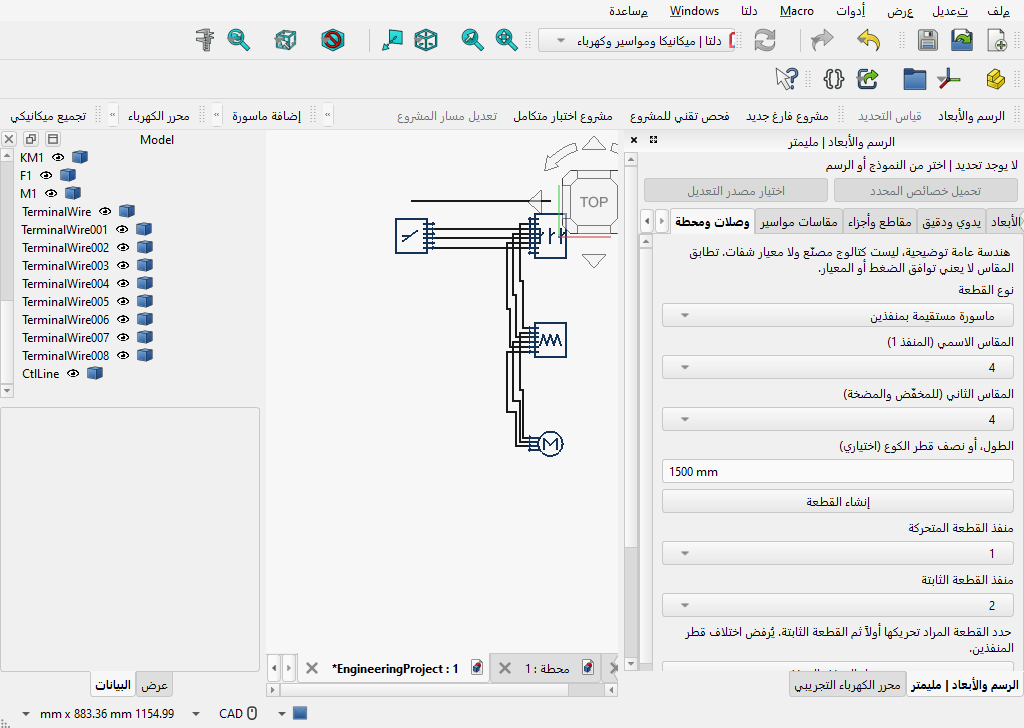 ملف تعديل عرض أدوات Macro دلتا Windows مساعدة
دلتا | ميكانيكا ومواسير وكهرباء
الرسم والأبعاد قياس التحديد مشروع فارغ جديد فحص تقني للمشروع مشروع اختبار متكامل تعديل مسار المشروع » إضافة ماسورة » محرر الكهرباء » تجميع ميكانيكي
الرسم والأبعاد | مليمتر
لا يوجد تحديد | اختر من النموذج أو الرسم
تحميل خصائص المحدد اختيار مصدر التعديل
الأبعاد يدوي ودقيق مقاطع وأجزاء مقاسات مواسير وصلات ومحطة
هندسة عامة توضيحية، ليست كتالوج مصنّع ولا معيار شفات. تطابق
المقاس لا يعني توافق الضغط أو المعيار.
نوع القطعة
ماسورة مستقيمة بمنفذين
المقاس الاسمي (المنفذ 1)
4
المقاس الثاني (للمخفّض والمضخة)
4
الطول، أو نصف قطر الكوع (اختياري)
1500 mm
إنشاء القطعة
منفذ القطعة المتحركة
1
منفذ القطعة الثابتة
2
حدد القطعة المراد تحريكها أولاً ثم القطعة الثابتة. يُرفض اختلاف قطر
المنفذين.
الرسم والأبعاد | مليمتر محرر الكهرباء التجريبي
TOP
M
محطة : 1
*EngineeringProject : 1
Model
KM1
F1
M1
TerminalWire
TerminalWire001
TerminalWire002
TerminalWire003
TerminalWire004
TerminalWire005
TerminalWire006
TerminalWire007
TerminalWire008
CtlLine
عرض البيانات
CAD
mm x 883.36 mm 1154.99